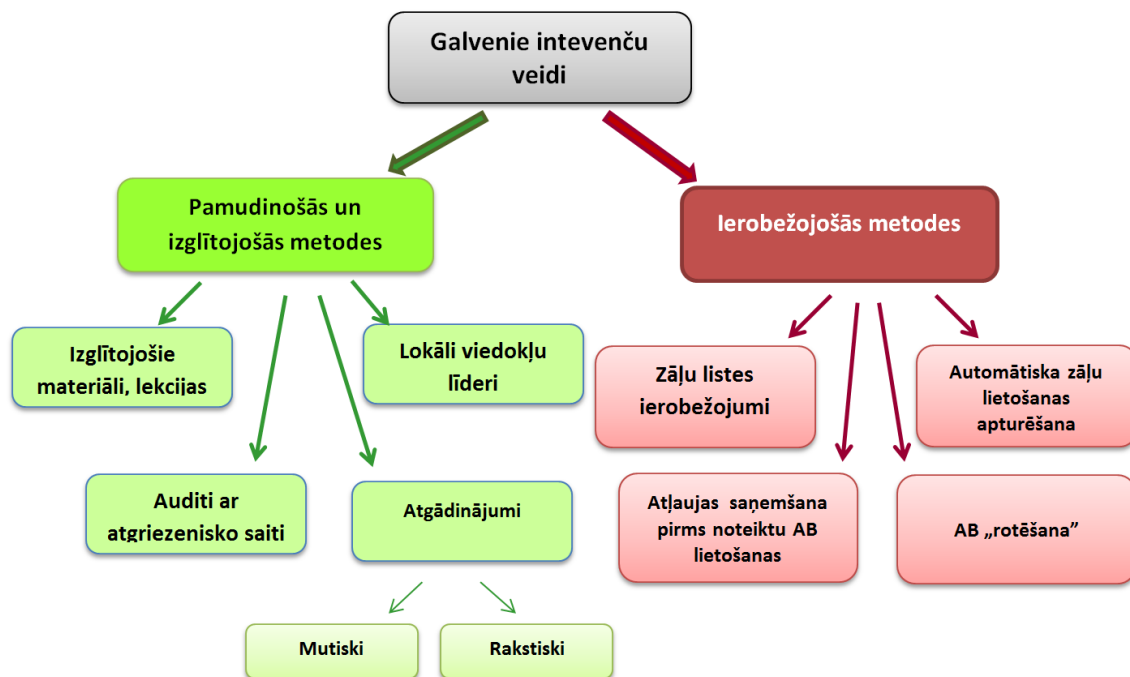 Galvenie intevenču
veidi
Pamudinošās un
izglītojošās metodes
Ierobežojošās metodes
Izglītojošie
materiāli, lekcijas
Lokāli viedokļu
līderi
Zāļu listes
ierobežojumi
Automātiska zāļu
lietošanas
apturēšana
Auditi ar
atgriezenisko saiti
Atgādinājumi
Atļaujas saņemšana
pirms noteiktu AB
lietošanas
AB „rotēšana”
Mutiski
Rakstiski